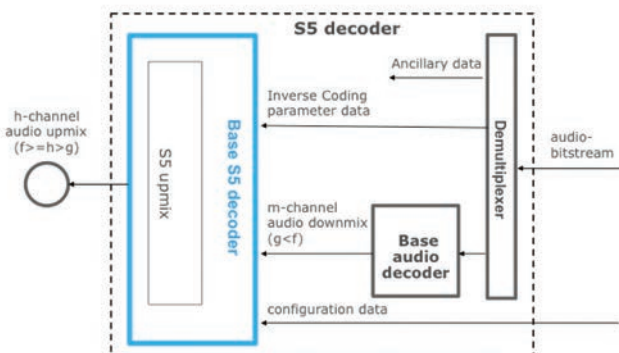 S5 decoder
Ancillary data
Inverse Coding
parameter data
h-channel
audio upmix
(f>=h>g)
S5 upmix
Base S5 decoder
Demultiplexer
audio-
bitstream
m-channel
audio downmix
(g<f)
Base
audio
decoder
configuration data